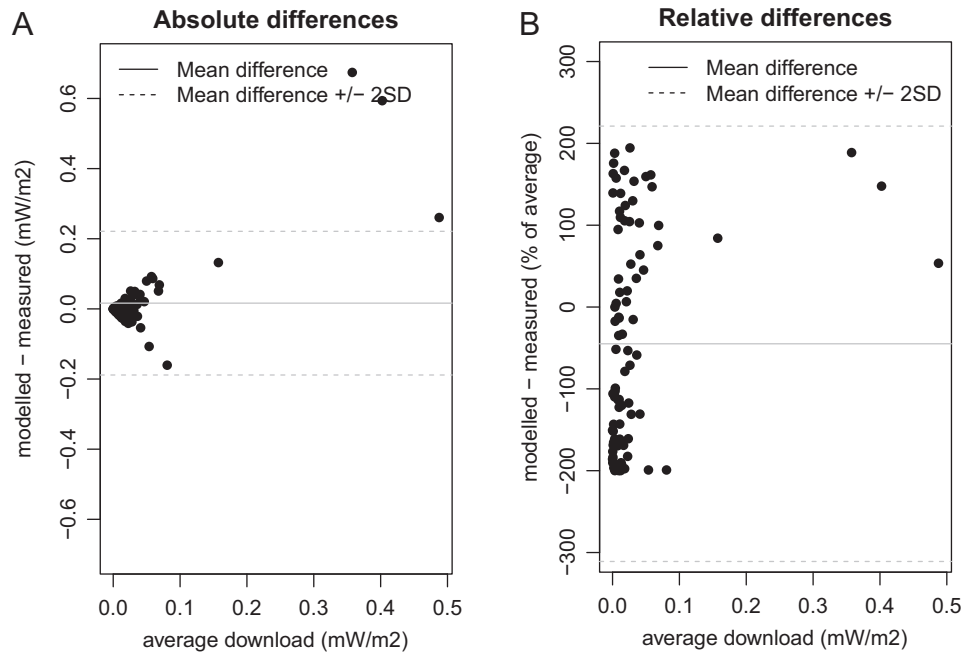 A
Absolute differences
Mean difference
Mean difference +/− 2SD
modelled − measured (mW/m2)
0.6
0.4
0.2
0.0
−0.2
−0.4
−0.6
0.0 0.1 0.2 0.3 0.4 0.5
average download (mW/m2)
B
Relative differences
Mean difference
Mean difference +/− 2SD
modelled − measured (% of average)
300
200
100
0
−100
−200
−300
0.0 0.1 0.2 0.3 0.4 0.5
average download (mW/m2)